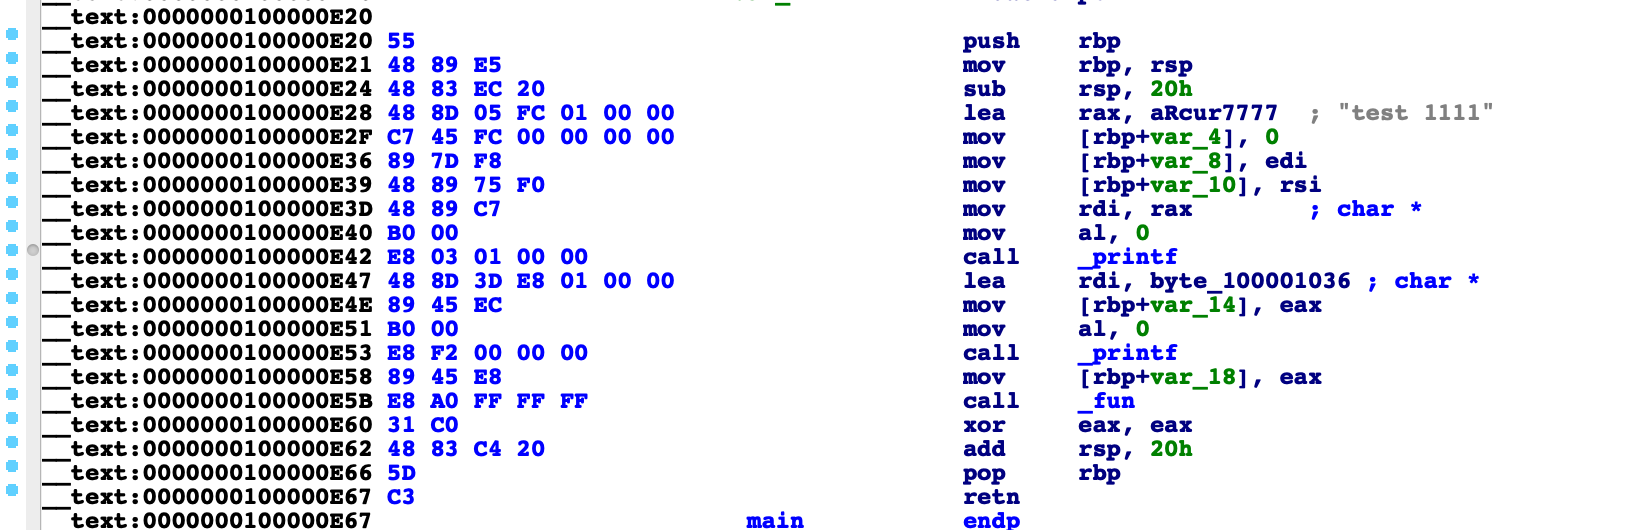 __text:0000000100000E20
__text:0000000100000E20 55 push rbp
__text:0000000100000E21 48 89 E5 mov rbp, rsp
__text:0000000100000E24 48 83 EC 20 sub rsp, 20h
__text:0000000100000E28 48 8D 05 FC 01 00 00 lea rax, aRcur7777 ; "test 1111"
__text:0000000100000E2F C7 45 FC 00 00 00 00 mov [rbp+var_4], 0
__text:0000000100000E36 89 7D F8 mov [rbp+var_8], edi
__text:0000000100000E39 48 89 75 F0 mov [rbp+var_10], rsi
__text:0000000100000E3D 48 89 C7 mov rdi, rax ; char *
__text:0000000100000E40 B0 00 mov al, 0
__text:0000000100000E42 E8 03 01 00 00 call _printf
__text:0000000100000E47 48 8D 3D E8 01 00 00 lea rdi, byte_100001036 ; char *
__text:0000000100000E4E 89 45 EC mov [rbp+var_14], eax
__text:0000000100000E51 B0 00 mov al, 0
__text:0000000100000E53 E8 F2 00 00 00 call _printf
__text:0000000100000E58 89 45 E8 mov [rbp+var_18], eax
__text:0000000100000E5B E8 A0 FF FF FF call _fun
__text:0000000100000E60 31 C0 xor eax, eax
__text:0000000100000E62 48 83 C4 20 add rsp, 20h
__text:0000000100000E66 5D pop rbp
__text:0000000100000E67 C3 retn
__text:0000000100000E67 main endp